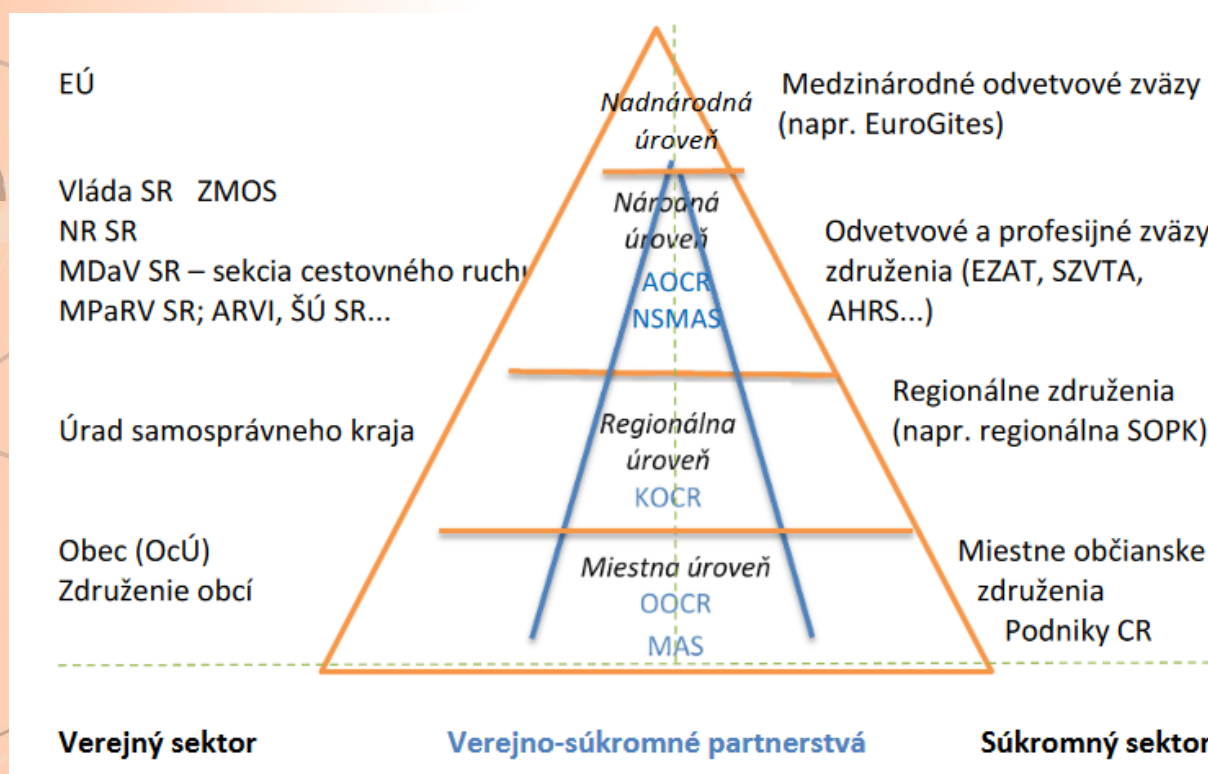 EÚ
Nadnárodná
úroveň
Medzinárodné odvetvové zväzy
(napr. EuroGites)
Vláda SR ZMOS
NR SR
MDaV SR – sekcia cestovného ruchu
MPaRV SR; ARVI, ŠÚ SR...
Národná
úroveň
AOCR
NSMAS
Odvetvové a profesijné zväzy
združenia (EZAT, SZVTA,
AHRS...)
Úrad samosprávneho kraja
Regionálna
úroveň
KOCR
Regionálne združenia
(napr. regionálna SOPK)
Obec (OcÚ)
Združenie obcí
Miestna úroveň
OOCR
MAS
Miestne občianske
združenia
Podniky CR
Verejný sektor
Verejno-súkromné partnerstvá
Súkromný sektor